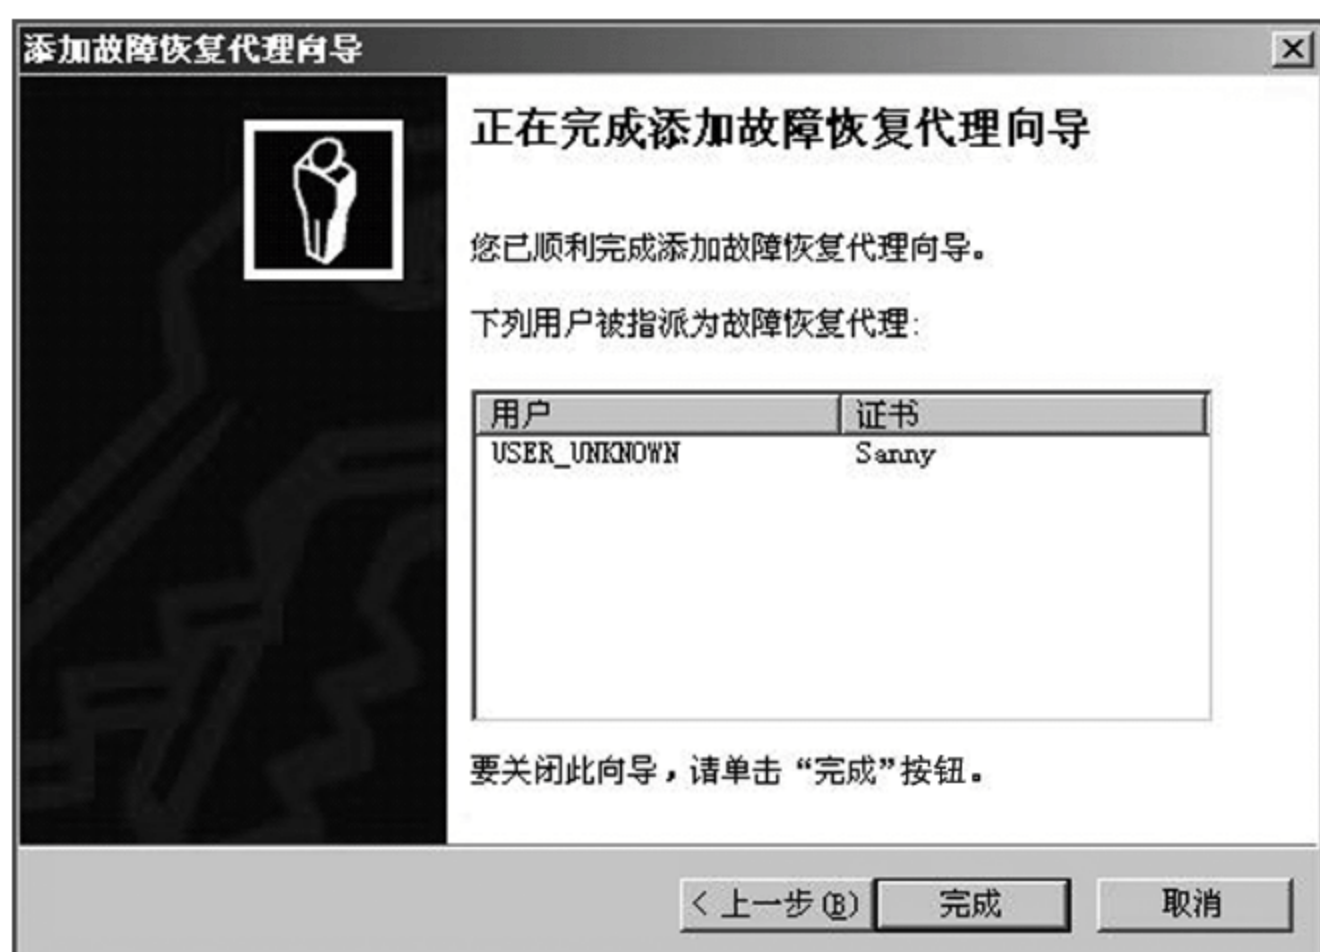 添加故障恢复代理向导
正在完成添加故障恢复代理向导
您已顺利完成添加故障恢复代理向导。
下列用户被指派为故障恢复代理:
用户 证书
USER_UNKNOWN Sanny
要关闭此向导，请单击“完成”按钮。
<上一步(B) 完成 取消